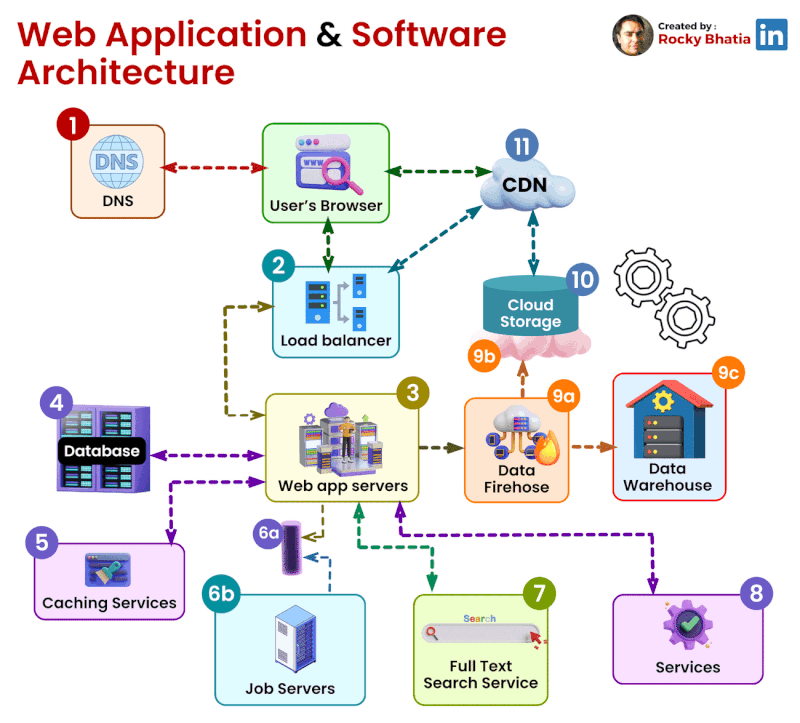 Web Application & Software
Architecture
Created by :
Rocky Bhatia
in
1
DNS
DNS
WWW
User's Browser
11
CDN
2
Load balancer
10
Cloud
Storage
9b
3
Web app servers
4
Database
9a
Data
Firehose
9c
Data
Warehouse
5
Caching Services
6a
6b
Job Servers
7
Search
Full Text
Search Service
8
Services